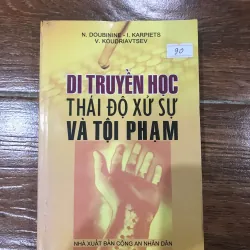 N. DOUBININE - I. KARPIETS
V. KOUDRIAVTSEV
90
DI TRUYỀN HỌC
THÁI ĐỘ XỬ SỰ
VÀ TỘI PHẠM
NHÀ XUẤT BẢN CÔNG AN NHÂN DÂN